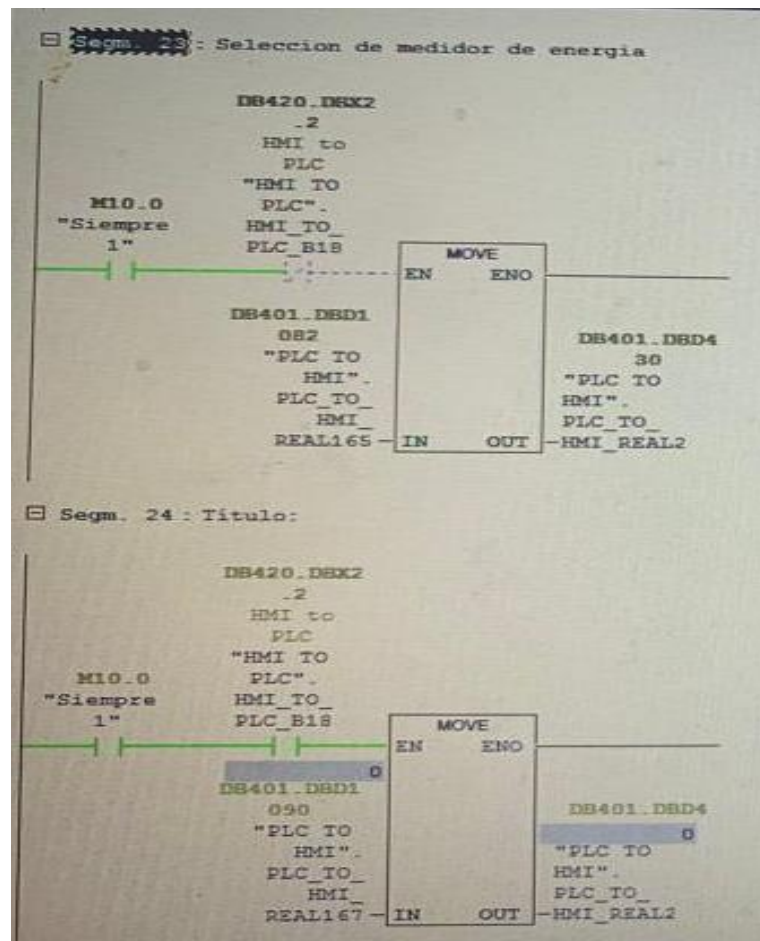 Segm. 23 : Seleccion de medidor de energia
DB420.DBX2
.2
HMI to
PLC
"HMI TO
PLC".
HMI_TO_
PLC_B18
M10.0
"Siempre
1"
MOVE
EN ENO
DB401.DBD1
082
"PLC TO
HMI".
PLC_TO_
HMI_
REAL165
IN OUT
DB401.DBD4
30
"PLC TO
HMI".
PLC_TO_
HMI_REAL2
Segm. 24 : Título:
DB420.DBX2
.2
HMI to
PLC
"HMI TO
PLC".
HMI_TO_
PLC_B18
M10.0
"Siempre
1"
MOVE
EN ENO
0
DB401.DBD1
090
"PLC TO
HMI".
PLC_TO_
HMI_
REAL167
IN OUT
DB401.DBD4
0
"PLC TO
HMI".
PLC_TO_
HMI_REAL2